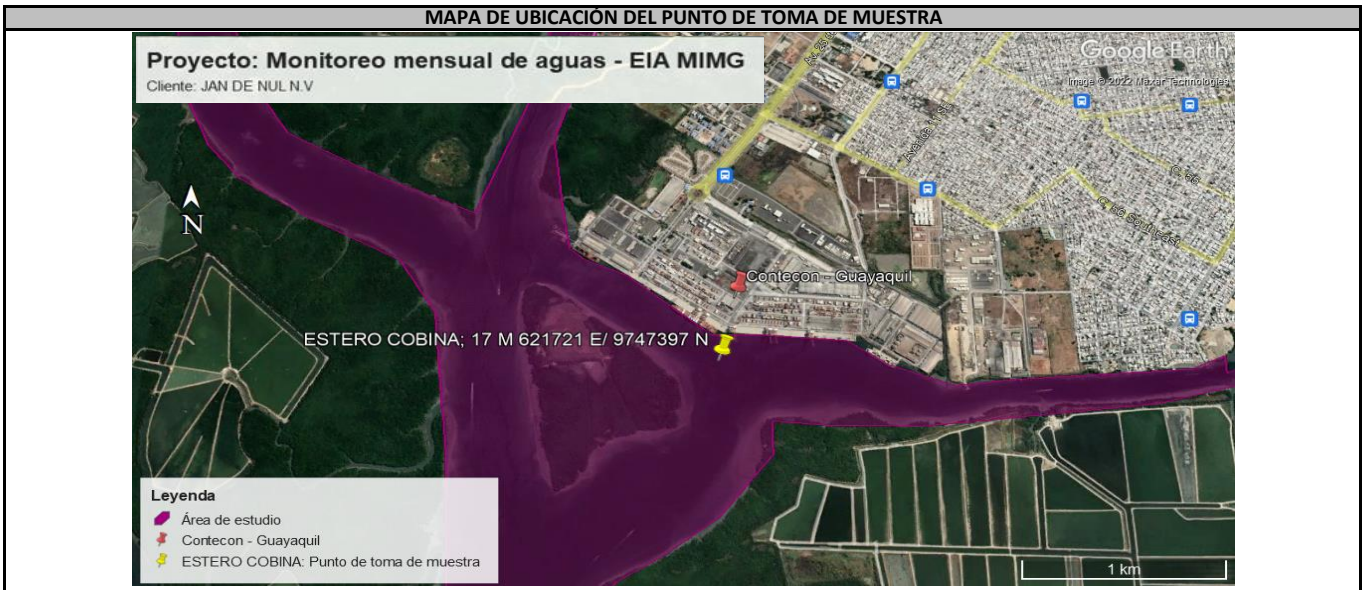 MAPA DE UBICACIÓN DEL PUNTO DE TOMA DE MUESTRA
Proyecto: Monitoreo mensual de aguas - EIA MIMG
Cliente: JAN DE NUL N.V
Google Earth
Image © 2022 Maxar Technologies
Contecon - Guayaquil
ESTERO COBINA; 17 M 621721 E/ 9747397 N
N
Leyenda
Área de estudio
Contecon - Guayaquil
ESTERO COBINA: Punto de toma de muestra
1 km